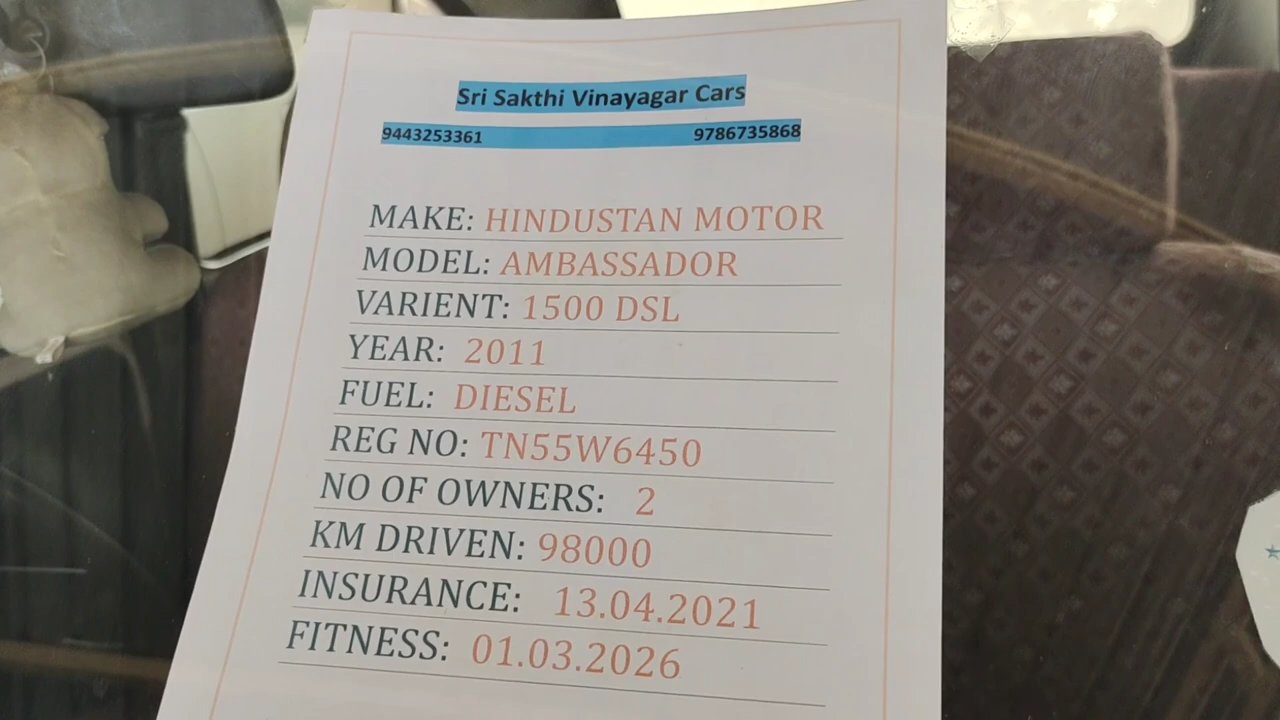 Sri Sakthi Vinayagar Cars
9443253361 9786735868
MAKE: HINDUSTAN MOTOR
MODEL: AMBASSADOR
VARIENT: 1500 DSL
YEAR: 2011
FUEL: DIESEL
REG NO: TN55W6450
NO OF OWNERS: 2
KM DRIVEN: 98000
INSURANCE: 13.04.2021
FITNESS: 01.03.2026